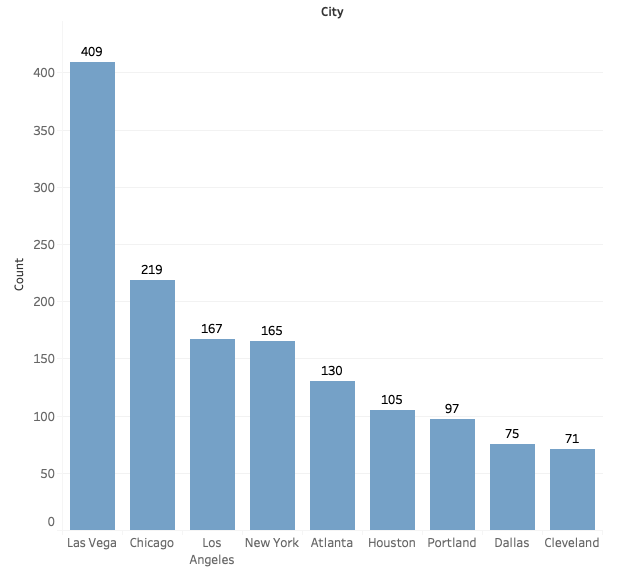 City
409
400
350
300
250
219
200
167
165
150
130
105
100
97
75
71
50
0
Count
Las Vega
Chicago
Los
Angeles
New York
Atlanta
Houston
Portland
Dallas
Cleveland